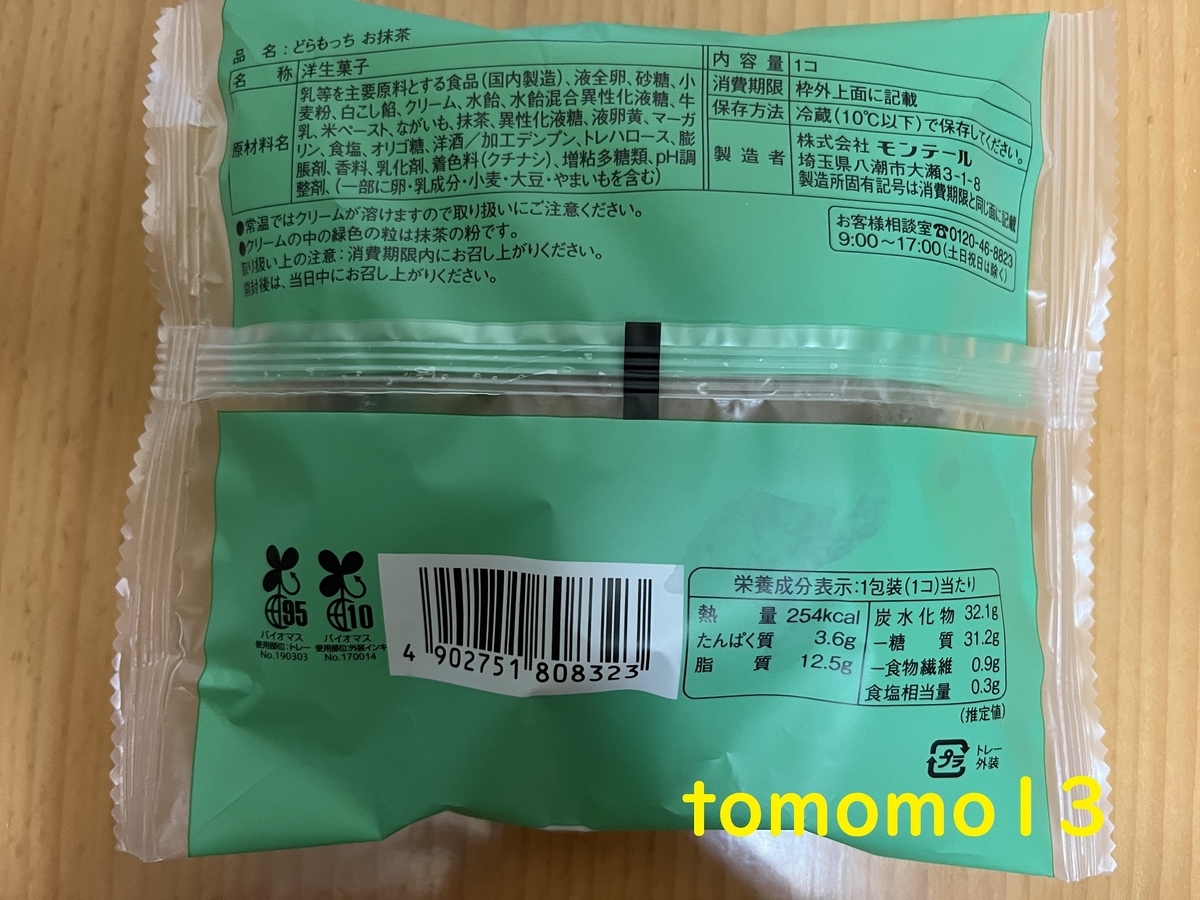 品名:どらもっち お抹茶
名称 洋生菓子
原材料名 乳等を主要原料とする食品(国内製造)、液全卵、砂糖、小
麦粉、白こし餡、クリーム、水飴、水飴混合異性化液糖、牛
乳、米ペースト、ながいも、抹茶、異性化液糖、液卵黄、マーガ
リン、食塩、オリゴ糖、洋酒/加工デンプン、トレハロース、膨
脹剤、香料、乳化剤、着色料(クチナシ)、増粘多糖類、pH調
整剤、(一部に卵・乳成分・小麦・大豆・やまいもを含む)
内容量 1コ
消費期限 枠外上面に記載
保存方法 冷蔵(10℃以下)で保存してください。
製造者 株式会社 モンテール
埼玉県八潮市大瀬3-1-8
製造所固有記号は消費期限と同じ面に記載
●常温ではクリームが溶けますので取り扱いにご注意ください。
●クリームの中の緑色の粒は抹茶の粉です。
取り扱い上の注意:消費期限内にお召し上がりください。
開封後は、当日中にお召し上がりください。
お客様相談室☎0120-46-8823
9:00~17:00(土日祝日は除く)
95
バイオマス
使用部位:トレー
No.190303
10
バイオマス
使用部位:外装インキ
No.170014
4 902751 808323
栄養成分表示:1包装(1コ)当たり
熱量 254kcal
たんぱく質 3.6g
脂質 12.5g
炭水化物 32.1g
-糖質 31.2g
-食物繊維 0.9g
食塩相当量 0.3g
(推定値)
プラ
トレー
外装
tomomo13